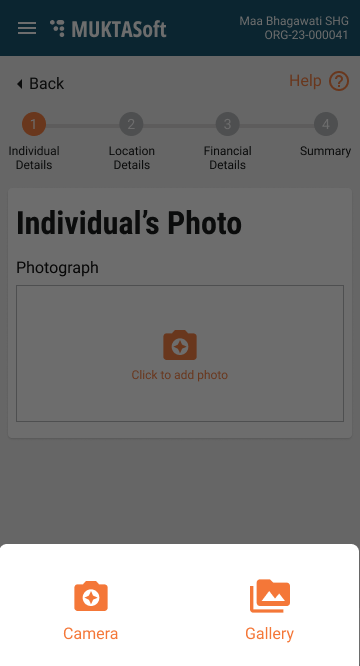 MUKTASoft
Maa Bhagawati SHG
ORG-23-000041
Back
Help ?
1 2 3 4
Individual Details
Location Details
Financial Details
Summary
Individual's Photo
Photograph
Click to add photo
Camera
Gallery